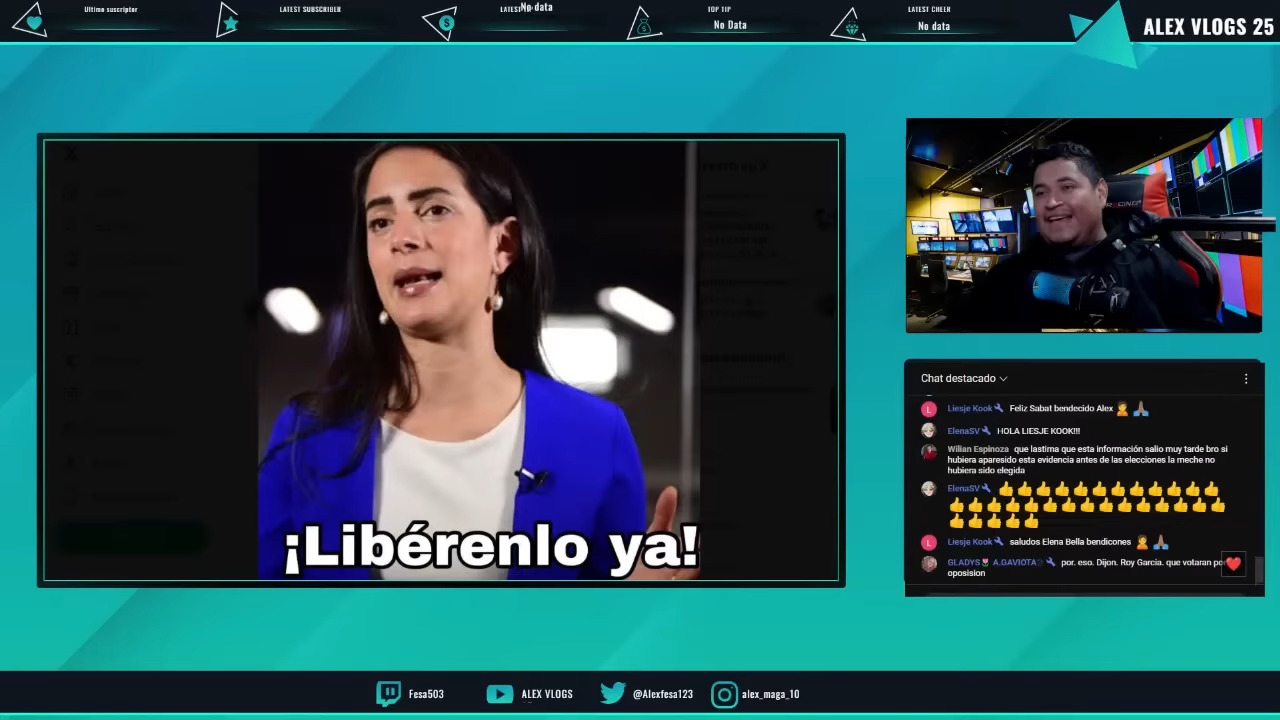 Ultimo suscriptor
LATEST SUBSCRIBER
LATEST
No data
TOP TIP
No Data
LATEST CHEER
No data
ALEX VLOGS 25
¡Libérenlo ya!
Chat destacado
Liesje Kook Feliz Sabat bendecido Alex
ElenaSV HOLA LIESJE KOOK!!!
Wilian Espinoza que lastima que esta información salio muy tarde bro si
hubiera aparesido esta evidencia antes de las elecciones la meche no
hubiera sido elegida
ElenaSV
Liesje Kook saludos Elena Bella bendicones
GLADYS A.GAVIOTA por. eso. Dijon. Roy Garcia. que votaran por
oposision
Fesa503
ALEX VLOGS
@Alexfesa123
alex_maga_10